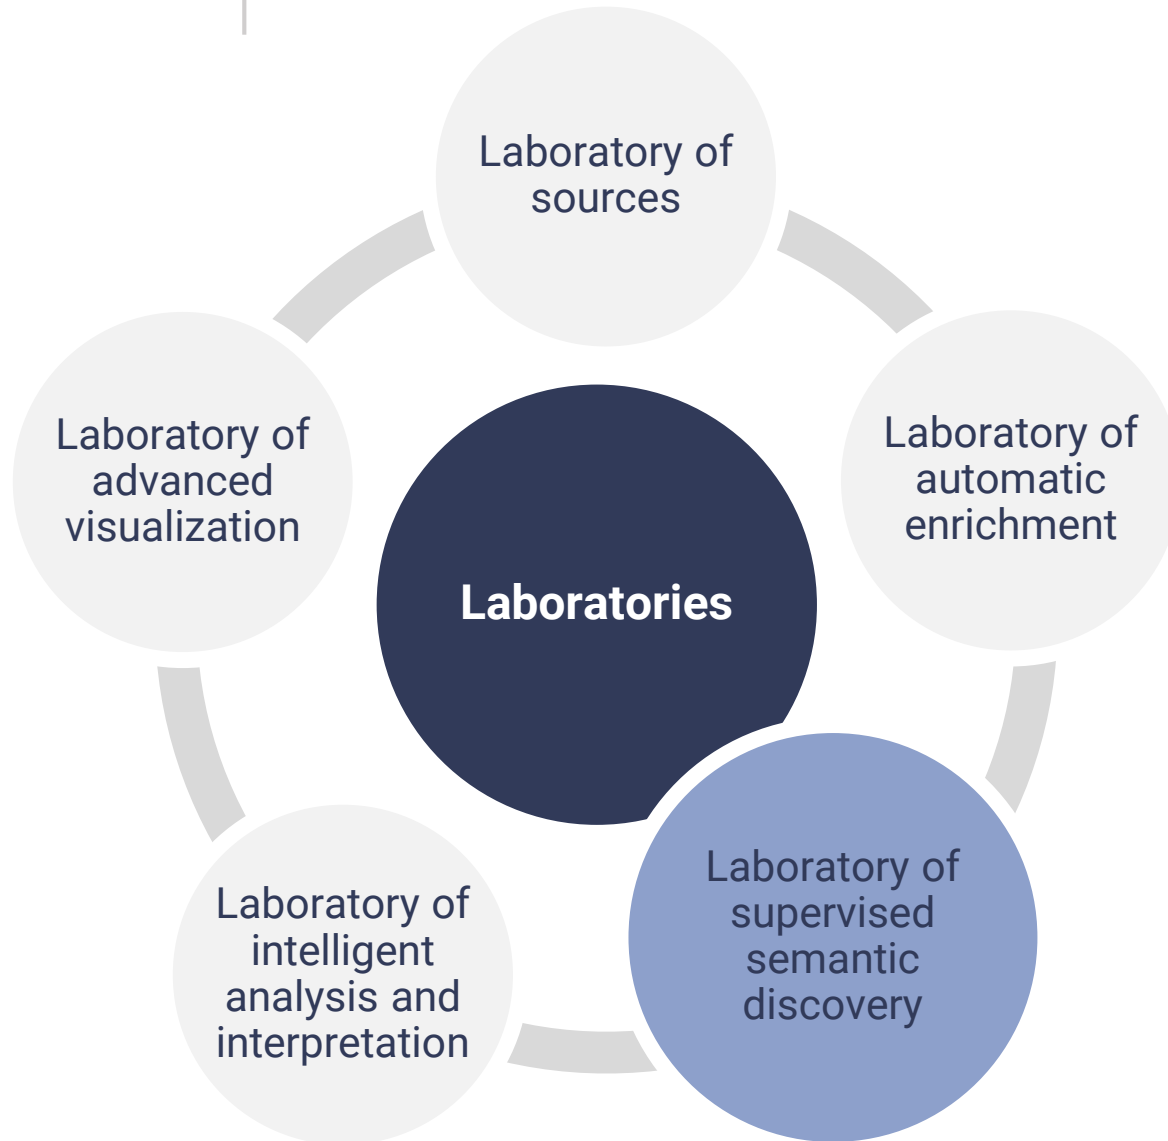 Laboratory of
sources
Laboratory of
advanced
visualization
Laboratory of
automatic
enrichment
Laboratories
Laboratory of
supervised
semantic
discovery
Laboratory of
intelligent
analysis and
interpretation